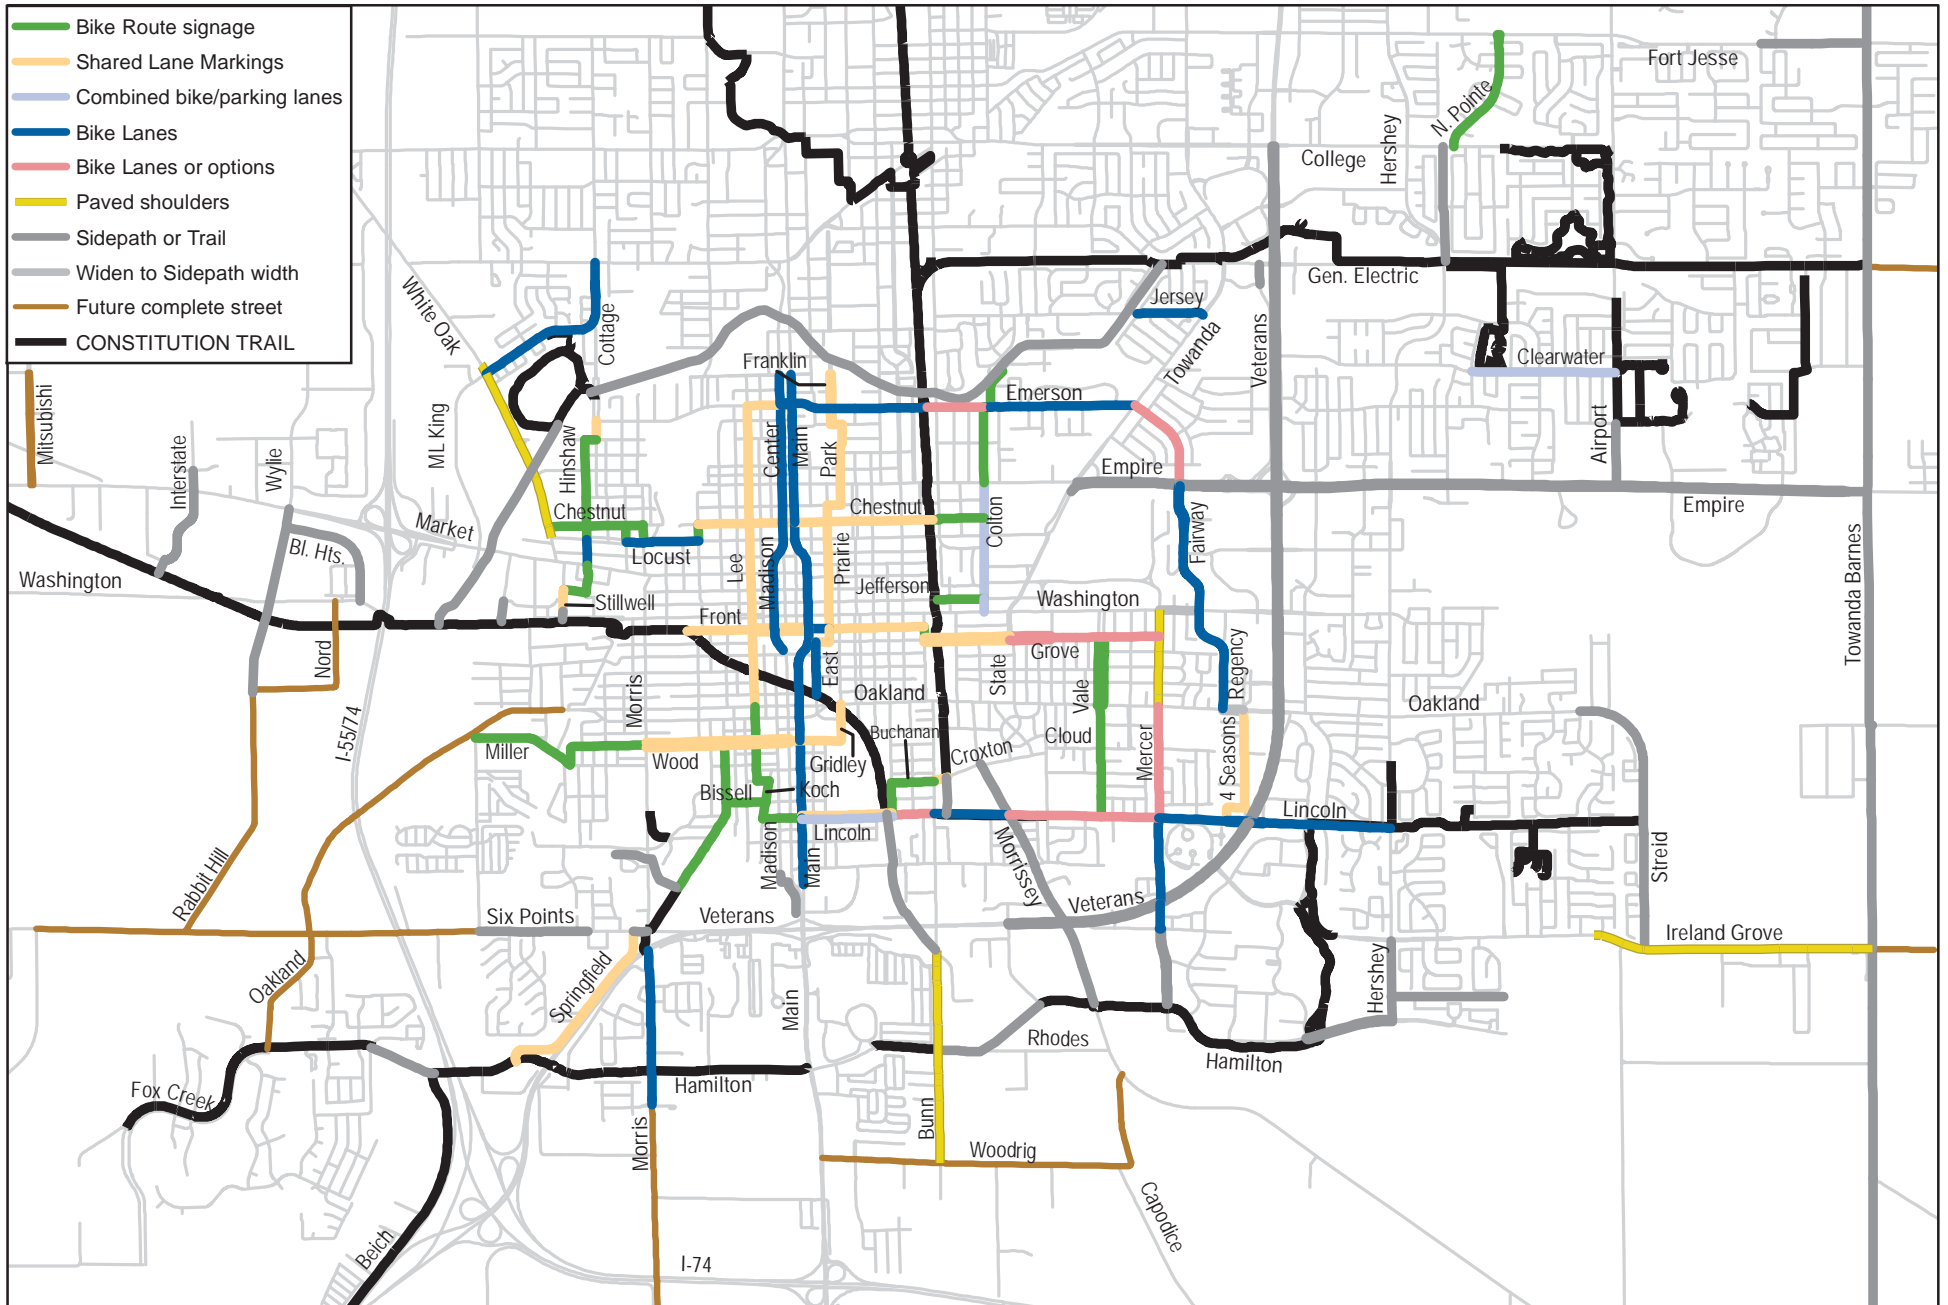 Bike Route signage
Shared Lane Markings
Combined bike/parking lanes
Bike Lanes
Bike Lanes or options
Paved shoulders
Sidepath or Trail
Widen to Sidepath width
Future complete street
CONSTITUTION TRAIL
Fort Jesse
N. Pointe
Hershey
College
Gen. Electric
White Oak
Cottage
Jersey
Towanda
Veterans
Franklin
Clearwater
Emerson
Mitsubishi
ML King
Hinshaw
Center
Main
Park
Airport
Interstate
Wylie
Empire
Empire
Market
Chestnut
Chestnut
Colton
Fairway
Bl. Hts.
Locust
Lee
Madison
Prairie
Towanda Barnes
Washington
Jefferson
Stillwell
Washington
Front
Nord
Grove
State
East
Regency
Morris
Oakland
Vale
Oakland
I-55/74
Miller
Wood
Gridley
Buchanan
Croxton
Cloud
Mercer
4 Seasons
Bissell
Koch
Lincoln
Lincoln
Madison
Main
Morrissey
Streid
Rabbit Hill
Six Points
Veterans
Veterans
Ireland Grove
Oakland
Springfield
Main
Hershey
Rhodes
Hamilton
Fox Creek
Hamilton
Bunn
Morris
Woodrig
Capodice
Beich
I-74